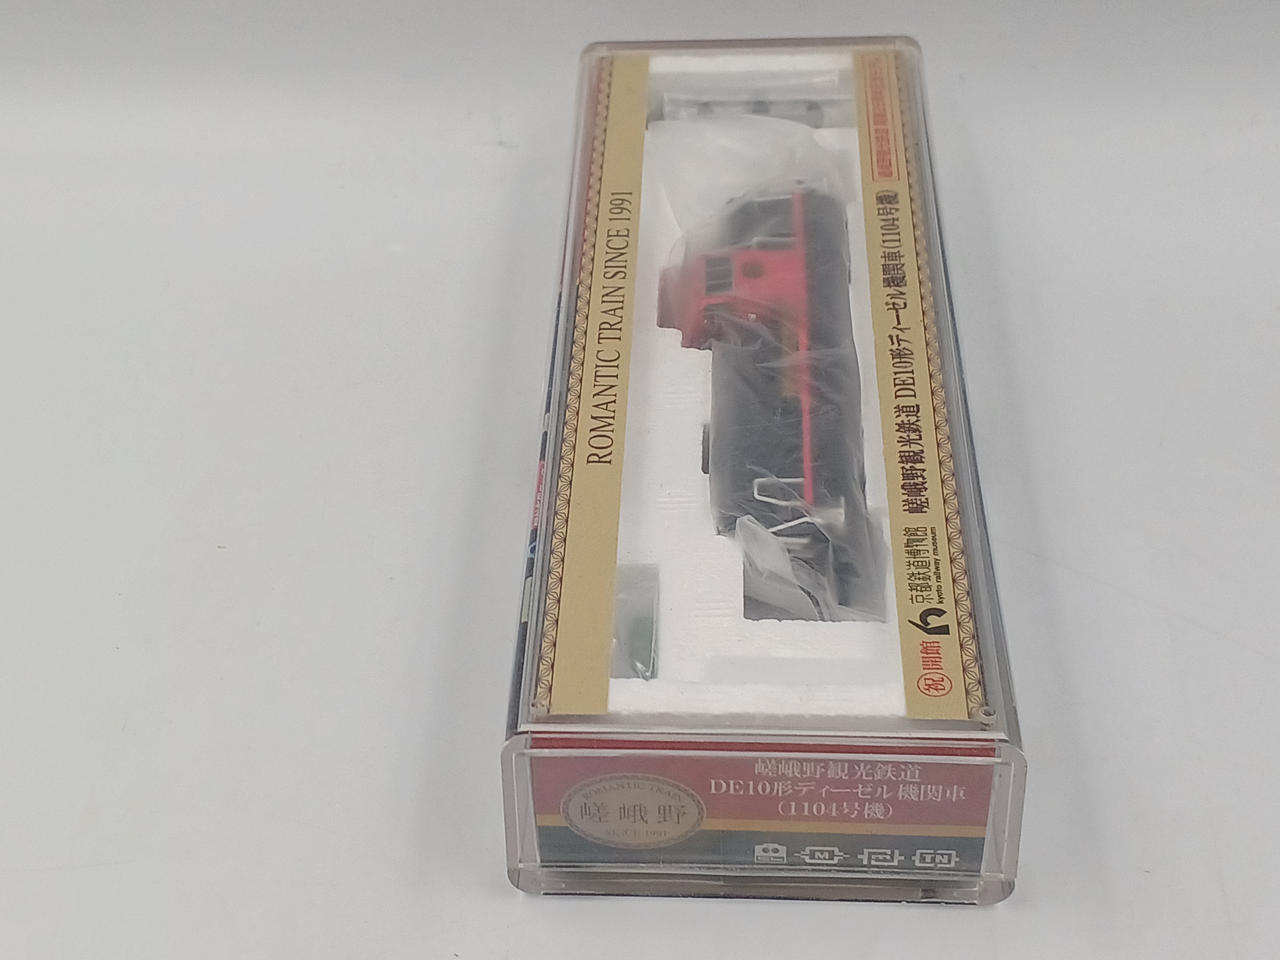 ROMANTIC TRAIN SINCE 1991
祝 開館 京都鉄道博物館 嵯峨野観光鉄道 DE10形ディーゼル機関車(1104号機)
kyoto railway museum
ROMANTIC TRAIN
嵯峨野
SINCE 1991
嵯峨野観光鉄道
DE10形ディーゼル機関車
(1104号機)
M
TN